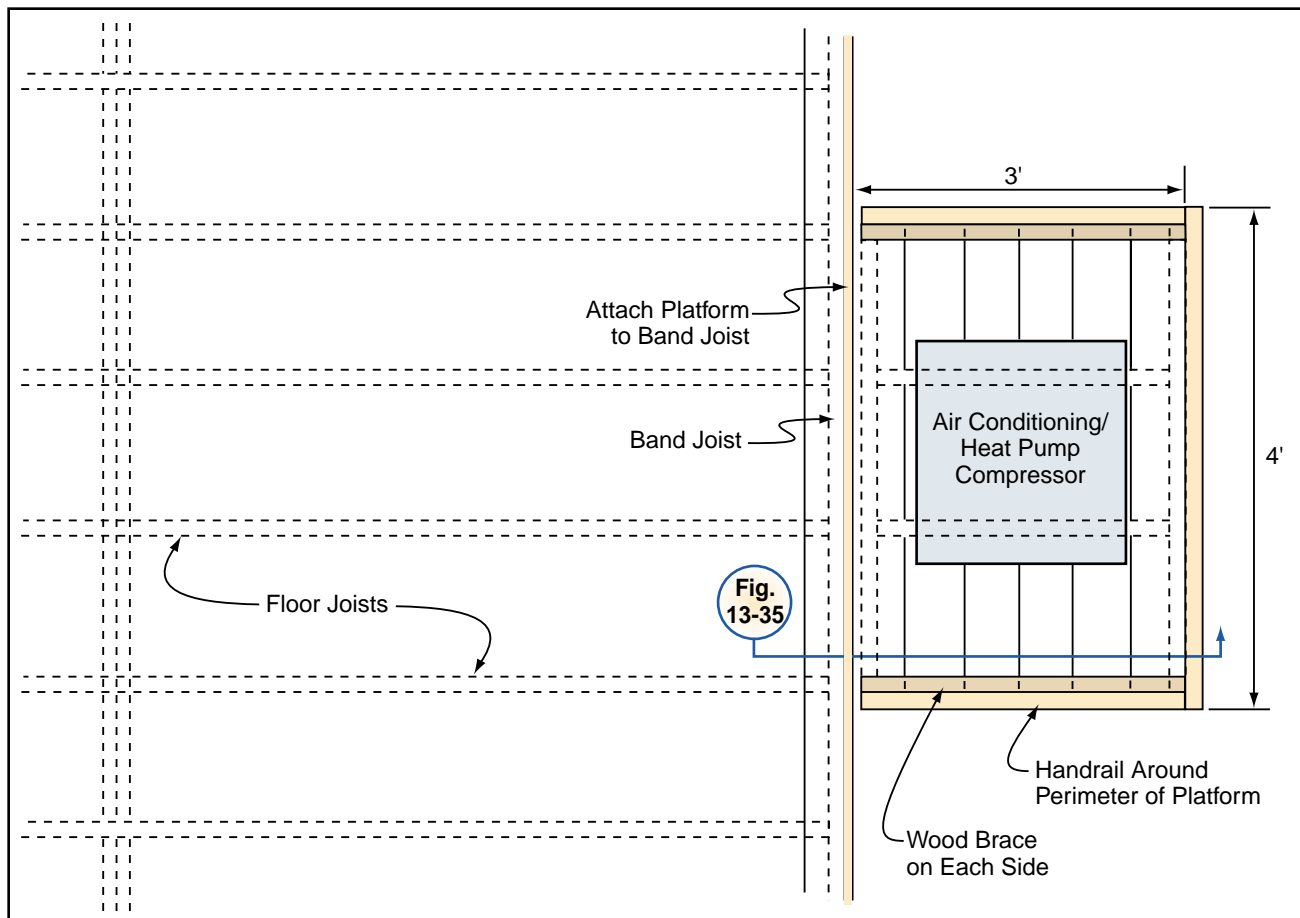 3'
Attach Platform
to Band Joist
Band Joist
Air Conditioning/
Heat Pump
Compressor
4'
Floor Joists
Fig.
13-35
Handrail Around
Perimeter of Platform
Wood Brace
on Each Side